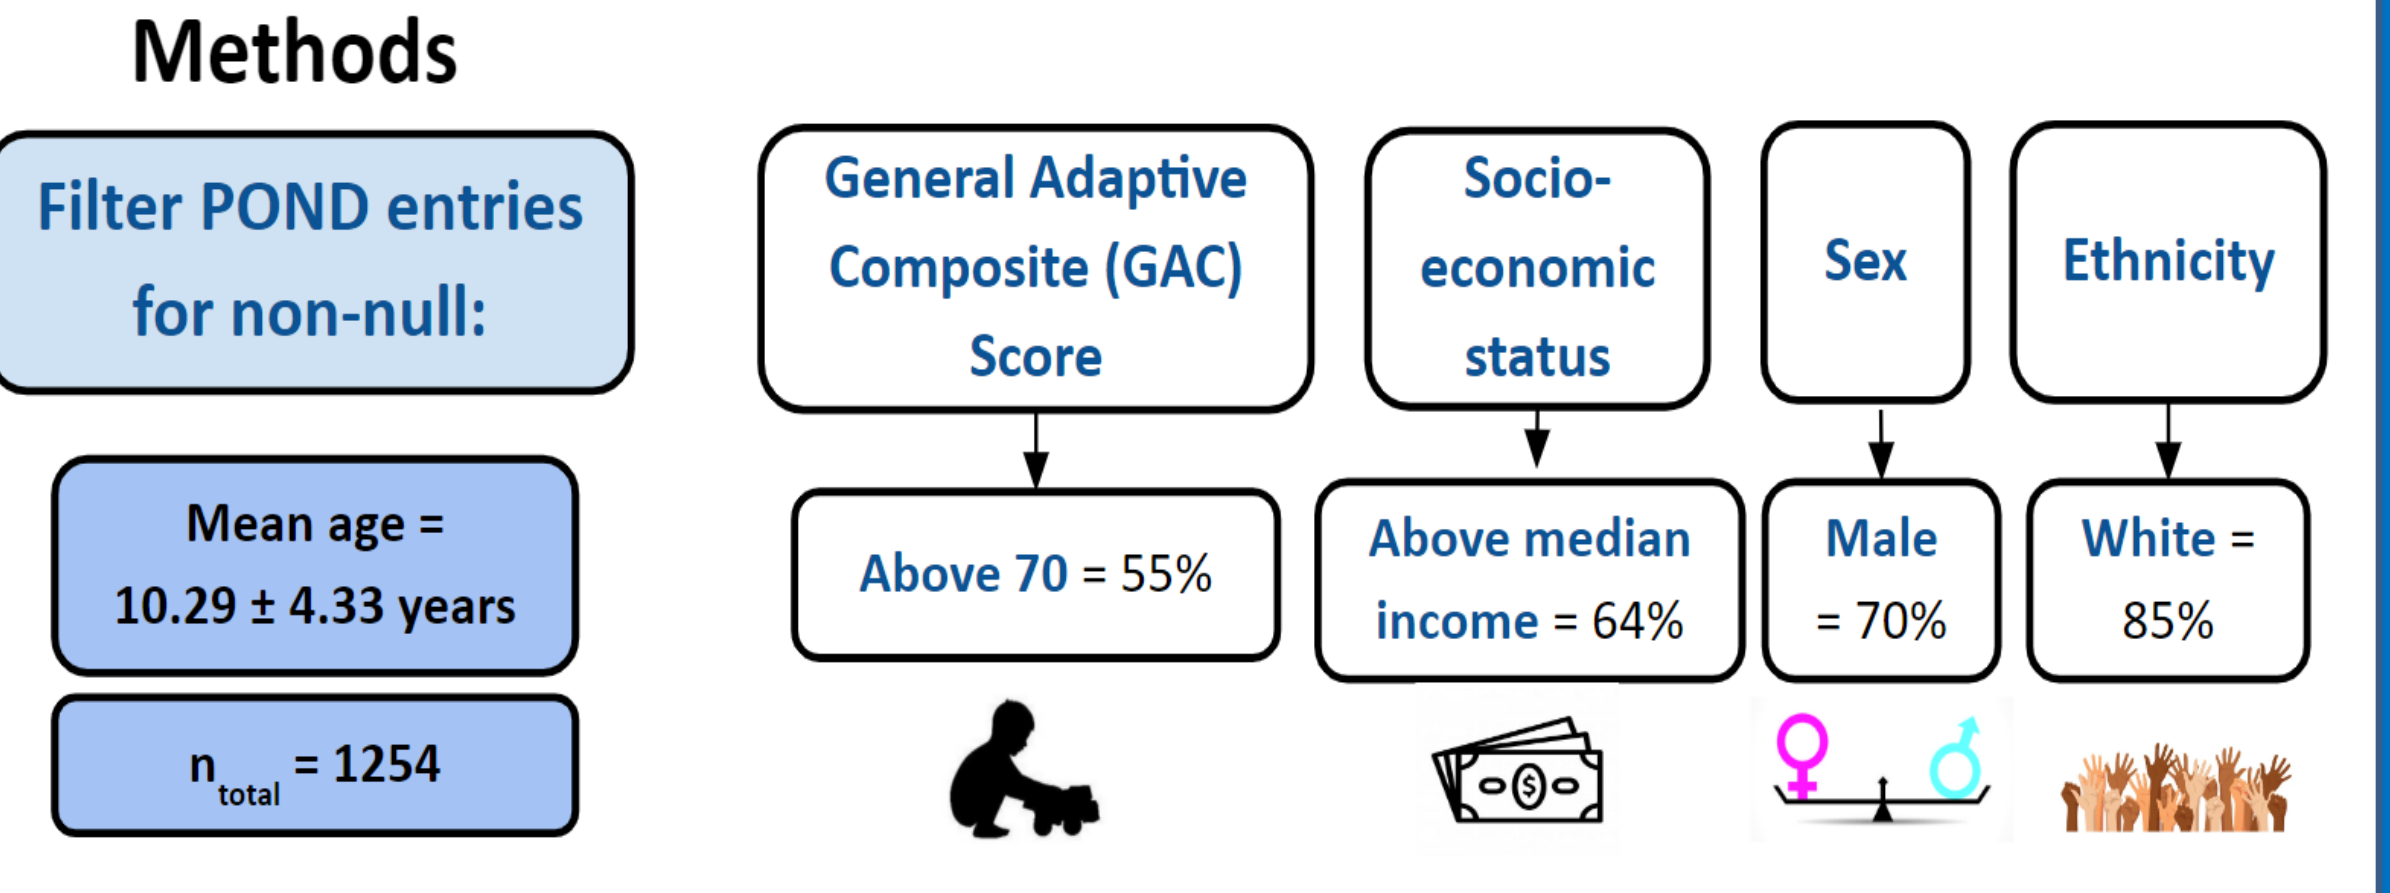 Methods
Filter POND entries
for non-null:
Mean age =
10.29 ± 4.33 years
n total = 1254
General Adaptive
Composite (GAC)
Score
Above 70 = 55%
Socio-
economic
status
Above median
income = 64%
Sex
Male
= 70%
Ethnicity
White =
85%